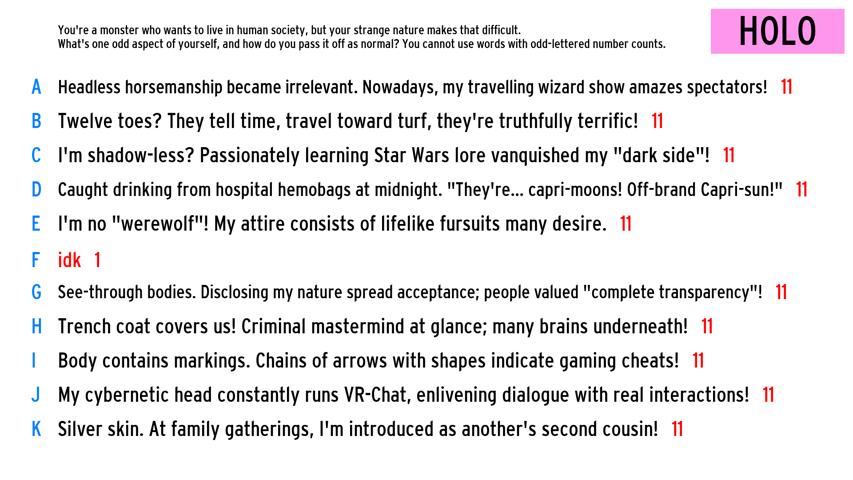 You're a monster who wants to live in human society, but your strange nature makes that difficult.
What's one odd aspect of yourself, and how do you pass it off as normal? You cannot use words with odd-lettered number counts.
HOLO
A Headless horsemanship became irrelevant. Nowadays, my travelling wizard show amazes spectators! 11
B Twelve toes? They tell time, travel toward turf, they're truthfully terrific! 11
C I'm shadow-less? Passionately learning Star Wars lore vanquished my "dark side"! 11
D Caught drinking from hospital hemobags at midnight. "They're... capri-moons! Off-brand Capri-sun!" 11
E I'm no "werewolf"! My attire consists of lifelike fursuits many desire. 11
F idk 1
G See-through bodies. Disclosing my nature spread acceptance; people valued "complete transparency"! 11
H Trench coat covers us! Criminal mastermind at glance; many brains underneath! 11
I Body contains markings. Chains of arrows with shapes indicate gaming cheats! 11
J My cybernetic head constantly runs VR-Chat, enlivening dialogue with real interactions! 11
K Silver skin. At family gatherings, I'm introduced as another's second cousin! 11